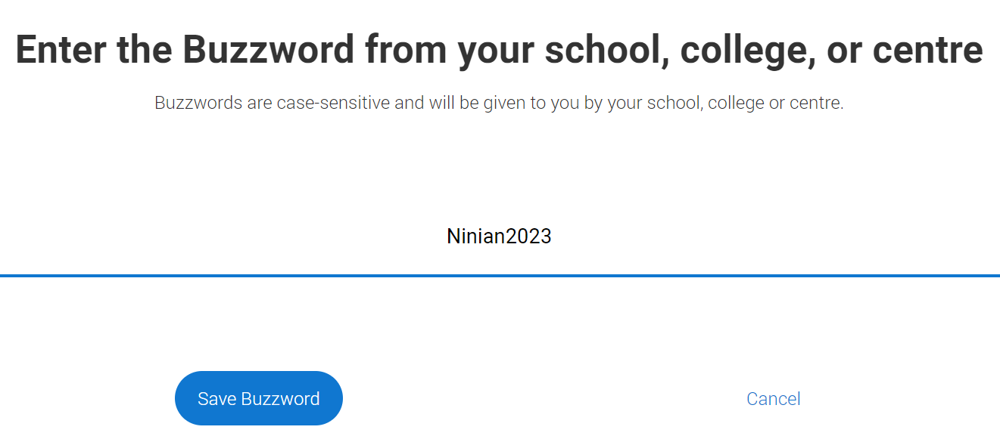 Enter the Buzzword from your school, college, or centre
Buzzwords are case-sensitive and will be given to you by your school, college or centre.
Ninian2023
Save Buzzword
Cancel